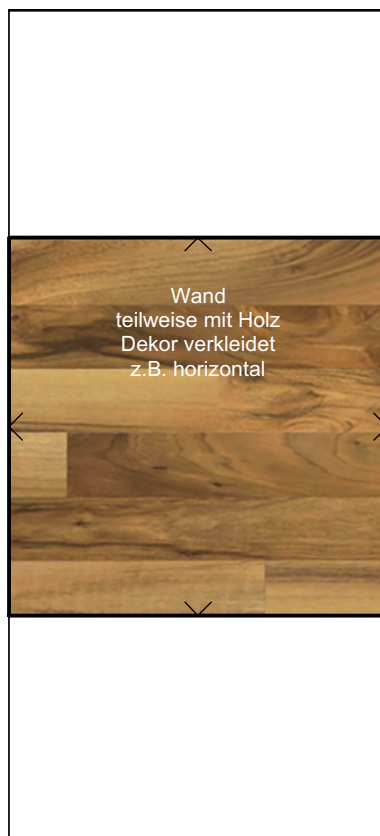 Wand
teilweise mit Holz
Dekor verkleidet
z.B. horizontal